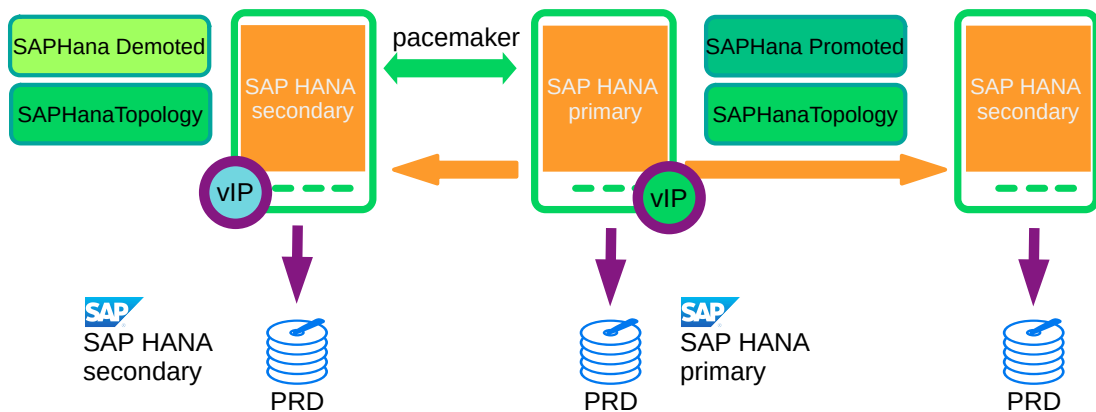 SAPHana Demoted
SAPHanaTopology
SAP HANA
secondary
pacemaker
SAP HANA
primary
SAPHana Promoted
SAPHanaTopology
SAP HANA
secondary
vIP
vIP
SAP
SAP HANA
secondary
PRD
PRD
SAP
SAP HANA
primary
PRD